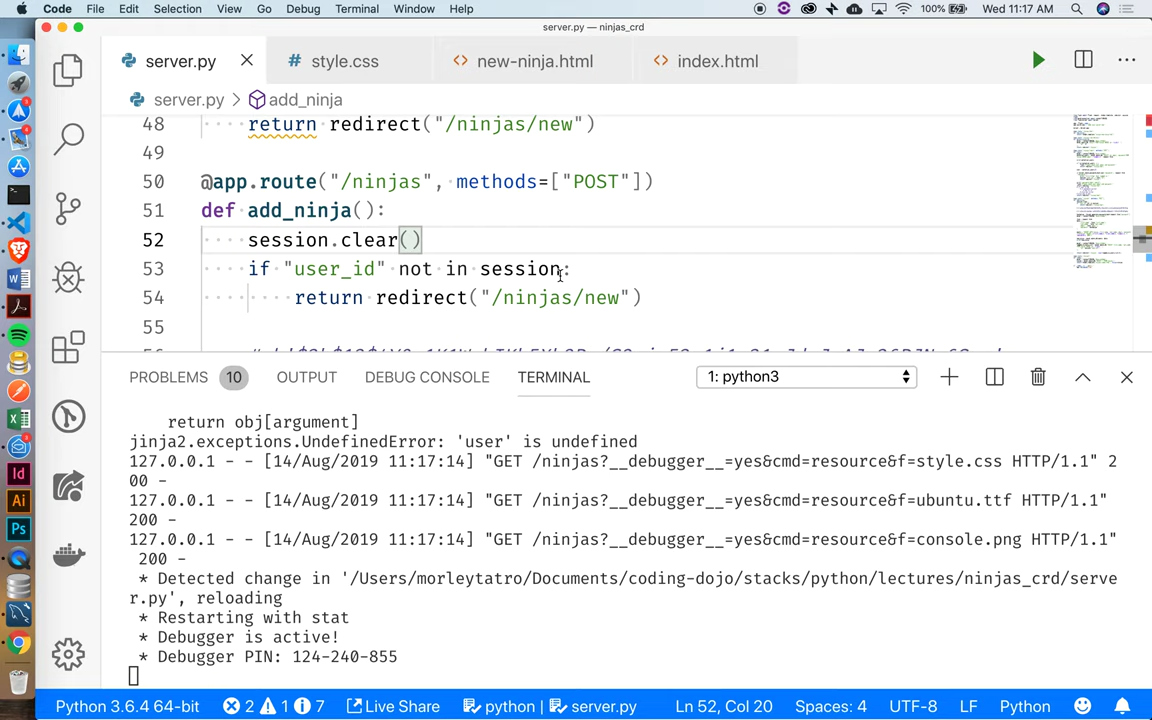 Code File Edit Selection View Go Debug Terminal Window Help 100% Wed 11:17 AM
server.py — ninjas_crd
server.py # style.css <> new-ninja.html <> index.html
server.py > add_ninja
48 return redirect("/ninjas/new")
49
50 @app.route("/ninjas", methods=["POST"])
51 def add_ninja():
52 session.clear()
53 if "user_id" not in session:
54 return redirect("/ninjas/new")
55
PROBLEMS 10 OUTPUT DEBUG CONSOLE TERMINAL 1: python3
return obj[argument]
jinja2.exceptions.UndefinedError: 'user' is undefined
127.0.0.1 - - [14/Aug/2019 11:17:14] "GET /ninjas?__debugger__=yes&cmd=resource&f=style.css HTTP/1.1" 2
00 -
127.0.0.1 - - [14/Aug/2019 11:17:14] "GET /ninjas?__debugger__=yes&cmd=resource&f=ubuntu.ttf HTTP/1.1"
200 -
127.0.0.1 - - [14/Aug/2019 11:17:14] "GET /ninjas?__debugger__=yes&cmd=resource&f=console.png HTTP/1.1"
200 -
* Detected change in '/Users/morleytatro/Documents/coding-dojo/stacks/python/lectures/ninjas_crd/serve
r.py', reloading
* Restarting with stat
* Debugger is active!
* Debugger PIN: 124-240-855
Id
Ai
Ps
Python 3.6.4 64-bit 2 1 7 Live Share python | server.py Ln 52, Col 20 Spaces: 4 UTF-8 LF Python